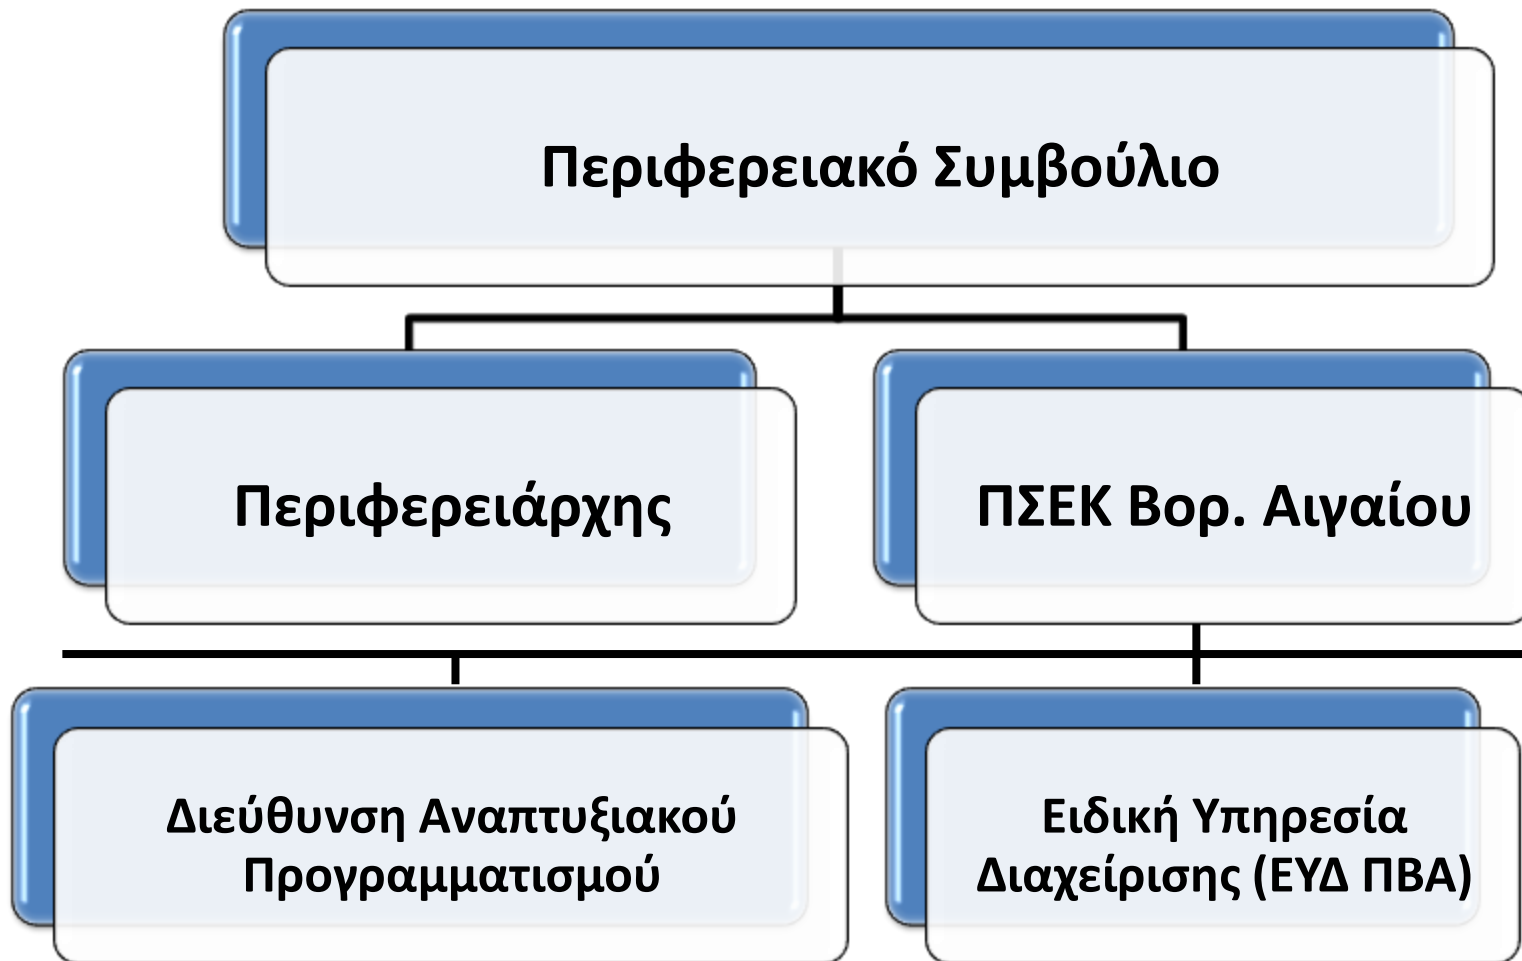 Περιφερειακό Συμβούλιο
Περιφερειάρχης
ΠΣΕΚ Βορ. Αιγαίου
Διεύθυνση Αναπτυξιακού
Προγραμματισμού
Ειδική Υπηρεσία
Διαχείρισης (ΕΥΔ ΠΒΑ)